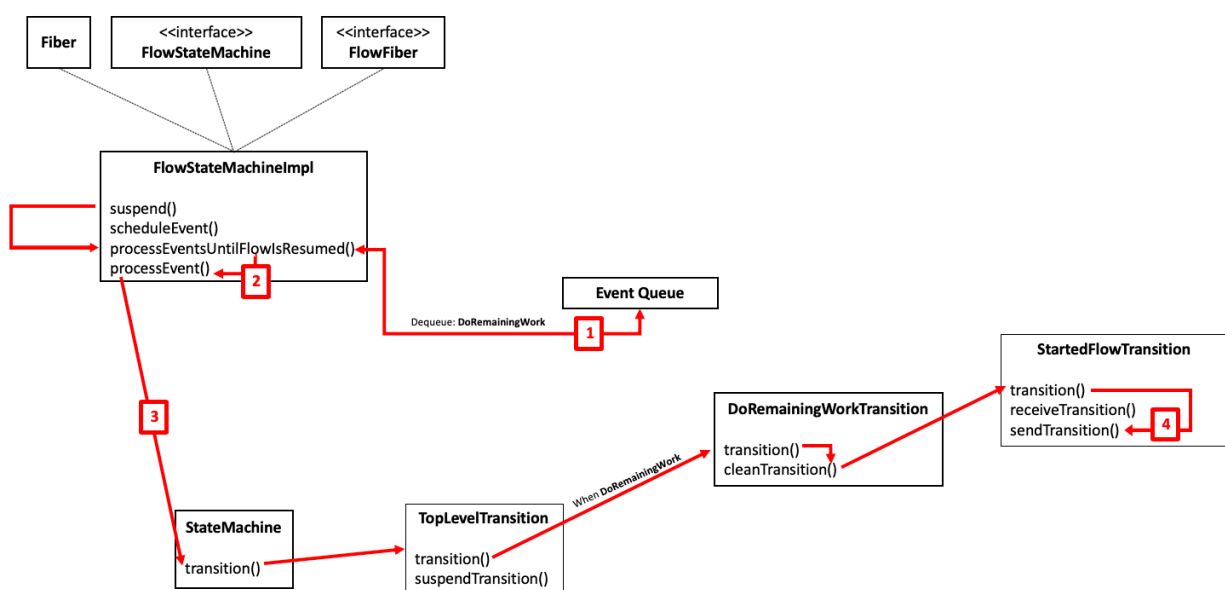 Fiber
<<interface>>
FlowStateMachine
<<interface>>
FlowFiber
FlowStateMachineImpl
suspend()
scheduleEvent()
processEventsUntilFlowIsResumed()
processEvent()
2
Event Queue
Dequeue: DoRemainingWork
1
StartedFlowTransition
transition()
receiveTransition()
sendTransition()
4
3
DoRemainingWorkTransition
transition()
cleanTransition()
When DoRemainingWork
StateMachine
transition()
TopLevelTransition
transition()
suspendTransition()